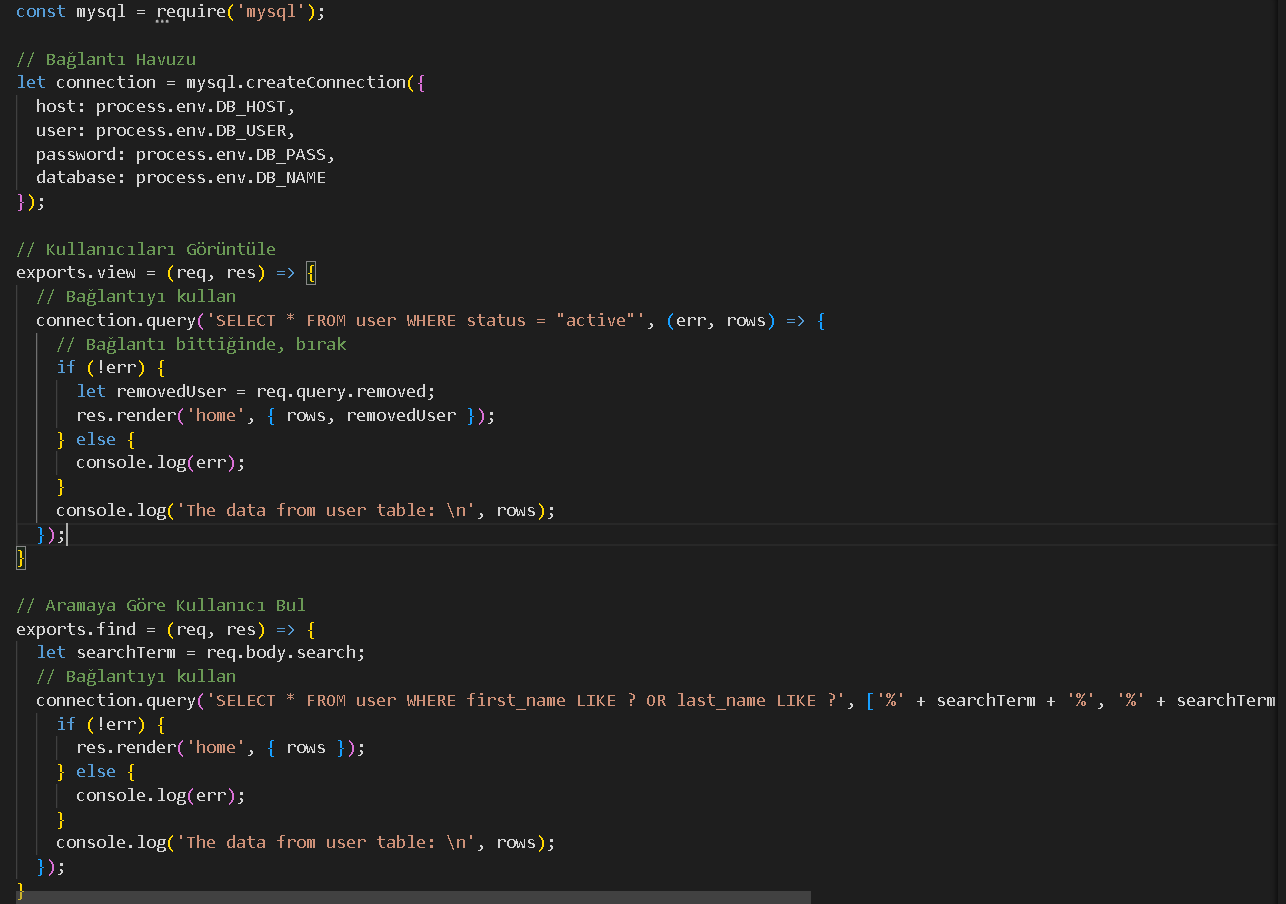 const mysql = require('mysql');
// Bağlantı Havuzu
let connection = mysql.createConnection({
host: process.env.DB_HOST,
user: process.env.DB_USER,
password: process.env.DB_PASS,
database: process.env.DB_NAME
});
// Kullanıcıları Görüntüle
exports.view = (req, res) => {
// Bağlantıyı kullan
connection.query('SELECT * FROM user WHERE status = "active"', (err, rows) => {
// Bağlantı bittiğinde, bırak
if (!err) {
let removedUser = req.query.removed;
res.render('home', { rows, removedUser });
} else {
console.log(err);
}
console.log('The data from user table: \n', rows);
});
}
// Aramaya Göre Kullanıcı Bul
exports.find = (req, res) => {
let searchTerm = req.body.search;
// Bağlantıyı kullan
connection.query('SELECT * FROM user WHERE first_name LIKE ? OR last_name LIKE ?', ['%' + searchTerm + '%', '%' + searchTerm
if (!err) {
res.render('home', { rows });
} else {
console.log(err);
}
console.log('The data from user table: \n', rows);
});
}